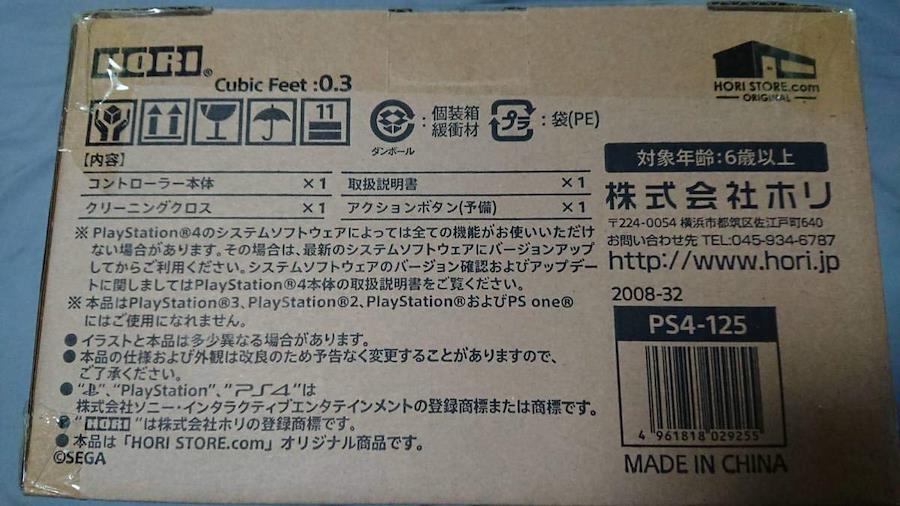 HORI®
Cubic Feet :0.3
HORI STORE.com
ORIGINAL
11
ダンボール
：個装箱
緩衝材
プラ
：袋(PE)
【内容】
コントローラー本体 ×1
取扱説明書 ×1
クリーニングクロス ×1
アクションボタン(予備) ×1
※PlayStation®4のシステムソフトウェアによっては全ての機能がお使いいただけ
ない場合があります。その場合は、最新のシステムソフトウェアにバージョンアップ
してからご利用ください。システムソフトウェアのバージョン確認およびアップデー
トに関しましてはPlayStation®4本体の取扱説明書をご覧ください。
※本品はPlayStation®3、PlayStation®2、PlayStation®およびPS one®
にはご使用になれません。
●イラストと本品は多少異なる場合があります。
●本品の仕様および外観は改良のため予告なく変更することがありますので、
ご了承ください。
●“PS”、“PlayStation”、“PS4”は
株式会社ソニー・インタラクティブエンタテインメントの登録商標または商標です。
●“HORI”は株式会社ホリの登録商標です。
●本品は「HORI STORE.com」オリジナル商品です。
©SEGA
対象年齢：6歳以上
株式会社ホリ
〒224-0054 横浜市都筑区佐江戸町640
お問い合わせ先 TEL:045-934-6787
http://www.hori.jp
2008-32
PS4-125
4 961818 029255
MADE IN CHINA